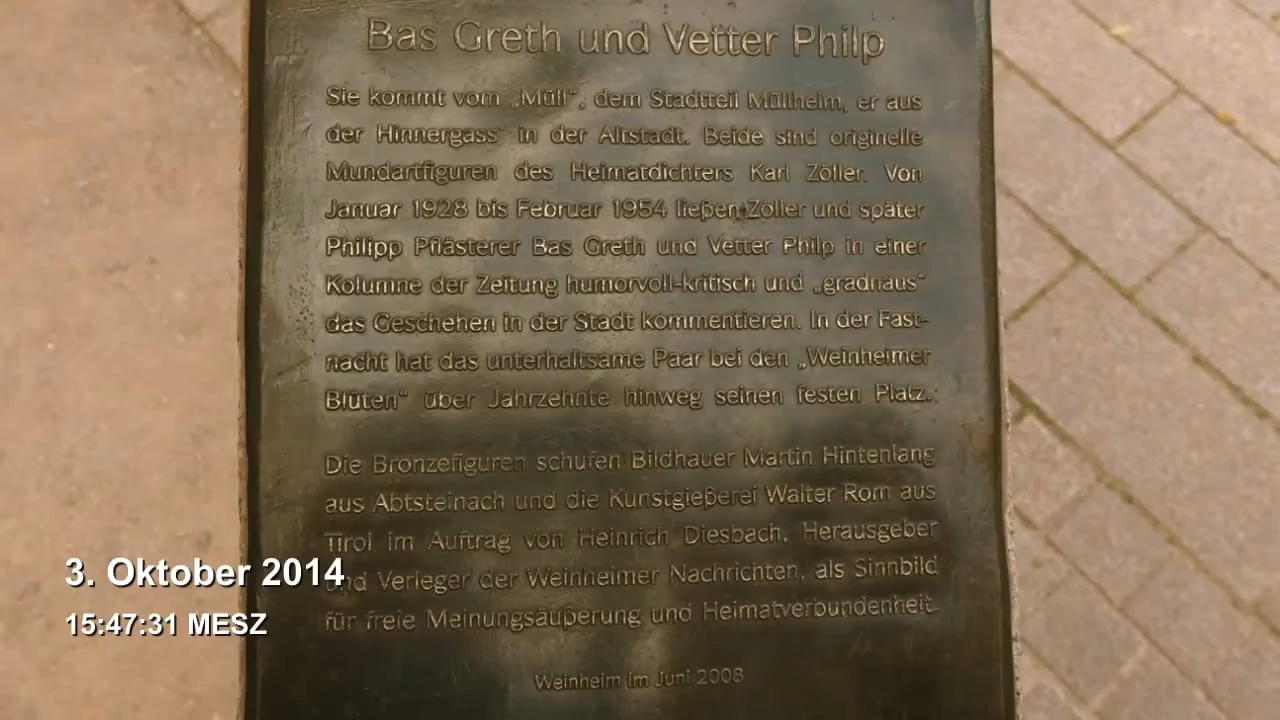 Bas Greth und Vetter Philp
Sie kommt vom „Müll“, dem Stadtteil Müllheim, er aus
der Hinnergass' in der Altstadt. Beide sind originelle
Mundartfiguren des Heimatdichters Karl Zöller. Von
Januar 1928 bis Februar 1954 ließen Zöller und später
Philipp Pflästerer Bas Greth und Vetter Philp in einer
Kolumne der Zeitung humorvoll-kritisch und „gradnaus“
das Geschehen in der Stadt kommentieren. In der Fast-
nacht hat das unterhaltsame Paar bei den „Weinheimer
Blüten“ über Jahrzehnte hinweg seinen festen Platz.
Die Bronzefiguren schufen Bildhauer Martin Hintenlang
aus Abtsteinach und die Kunstgießerei Walter Rom aus
Tirol im Auftrag von Heinrich Diesbach, Herausgeber
und Verleger der Weinheimer Nachrichten, als Sinnbild
für freie Meinungsäußerung und Heimatverbundenheit.
Weinheim im Juni 2008
3. Oktober 2014
15:47:31 MESZ